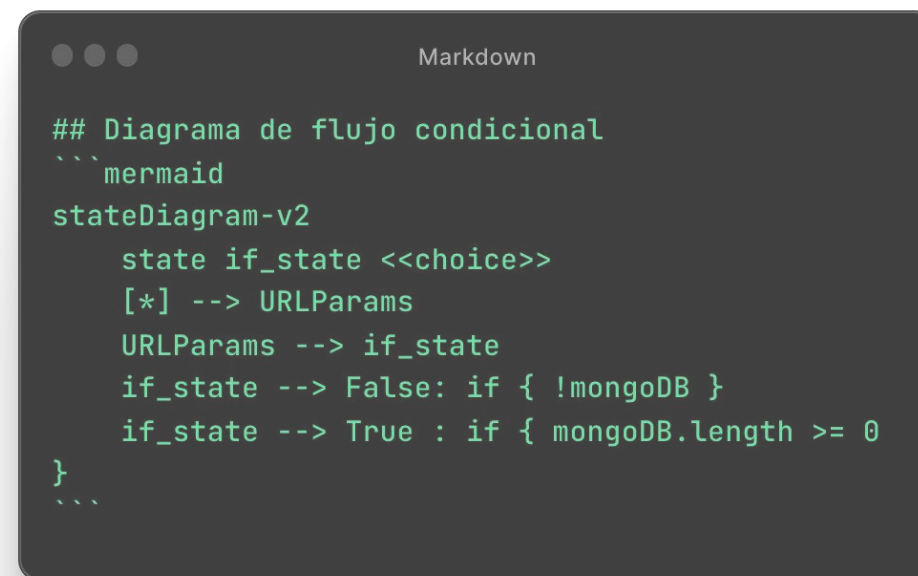 Markdown
## Diagrama de flujo condicional
```mermaid
stateDiagram-v2
    state if_state <<choice>>
    [*] --> URLParams
    URLParams --> if_state
    if_state --> False: if { !mongoDB }
    if_state --> True : if { mongoDB.length >= 0
}
```